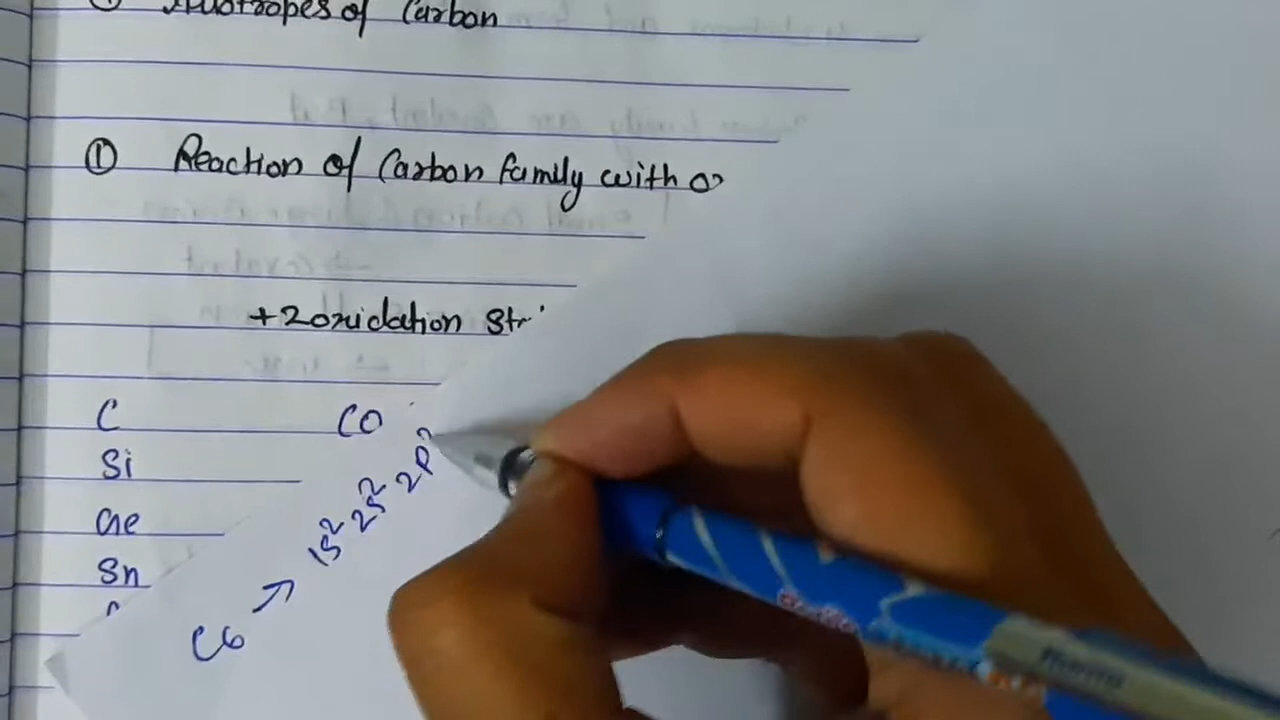 Allotropes of Carbon
① Reaction of Carbon family with
+2 oxidation
C CO
Si
Ge
Sn
C6 → 1s² 2s² 2p²